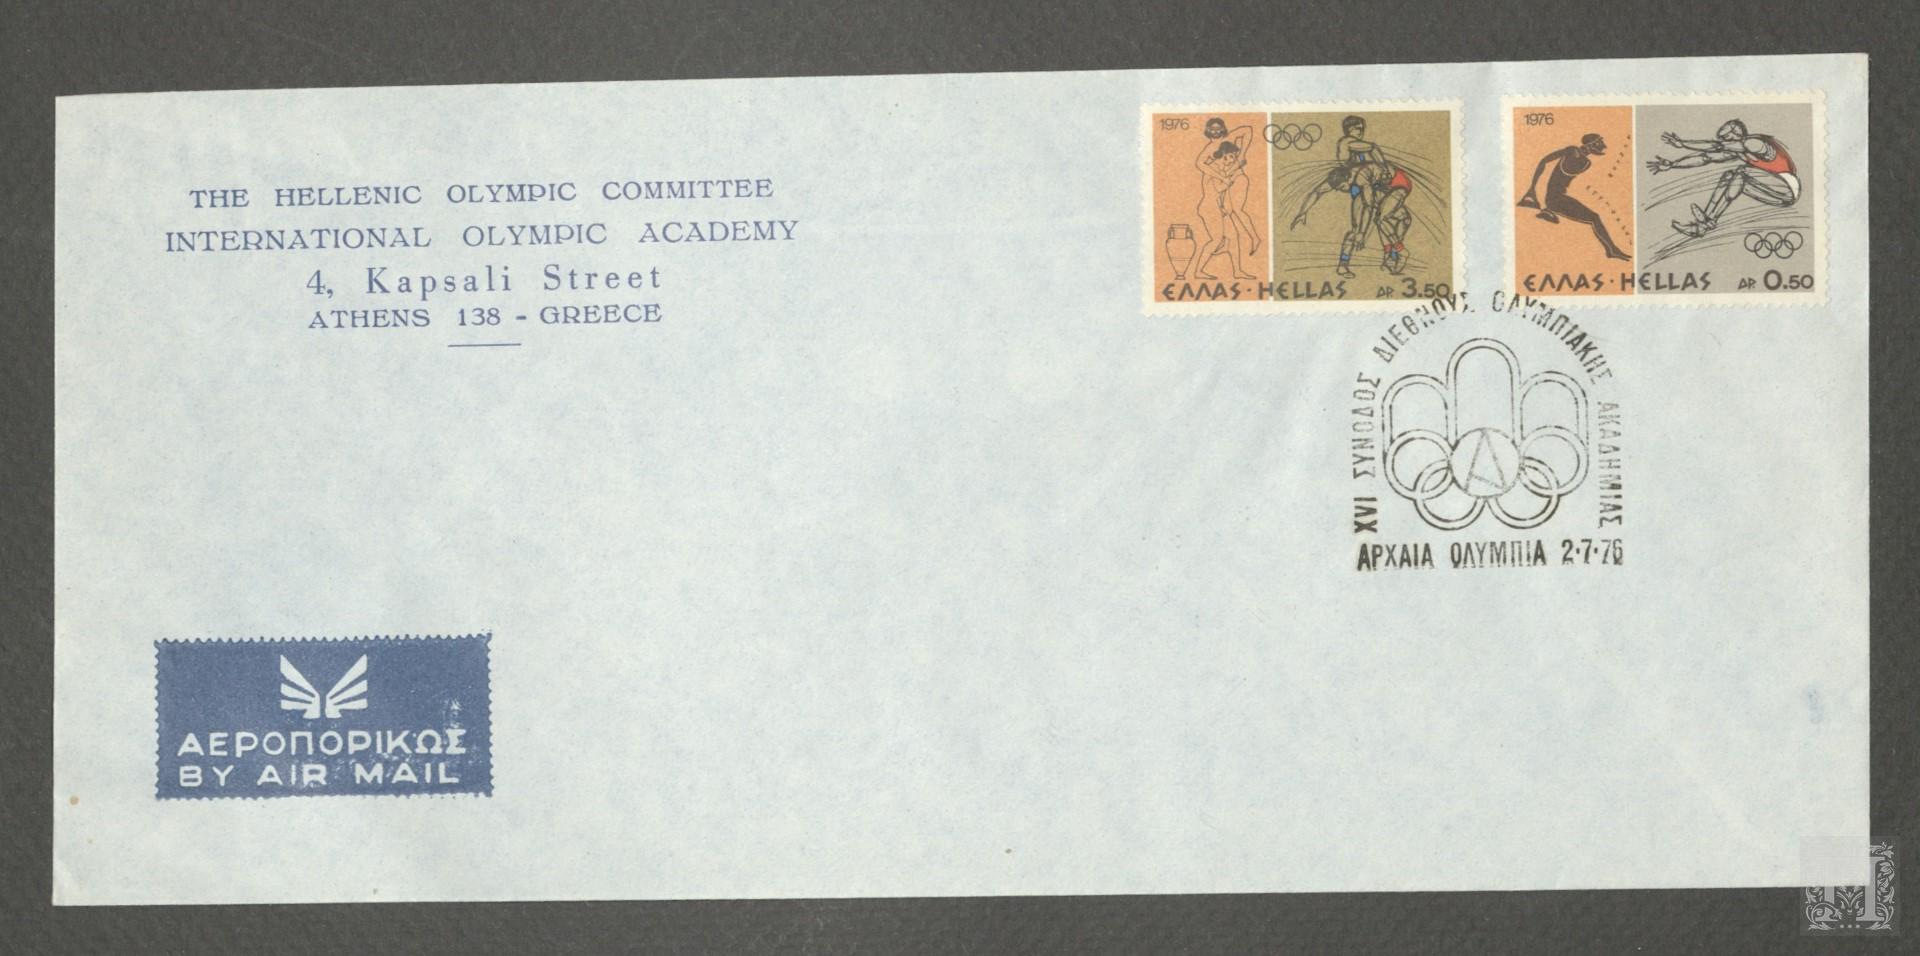 THE HELLENIC OLYMPIC COMMITTEE
INTERNATIONAL OLYMPIC ACADEMY
4, Kapsali Street
ATHENS 138 - GREECE
1976
ΕΛΛΑΣ · HELLAS ΔΡ 3.50
1976
ΕΛΛΑΣ · HELLAS ΔΡ 0.50
XVI ΣΥΝΟΔΟΣ ΔΙΕΘΝΟΥΣ ΟΛΥΜΠΙΑΚΗΣ ΑΚΑΔΗΜΙΑΣ
ΑΡΧΑΙΑ ΟΛΥΜΠΙΑ 2·7·76
ΑΕΡΟΠΟΡΙΚΩΣ
BY AIR MAIL